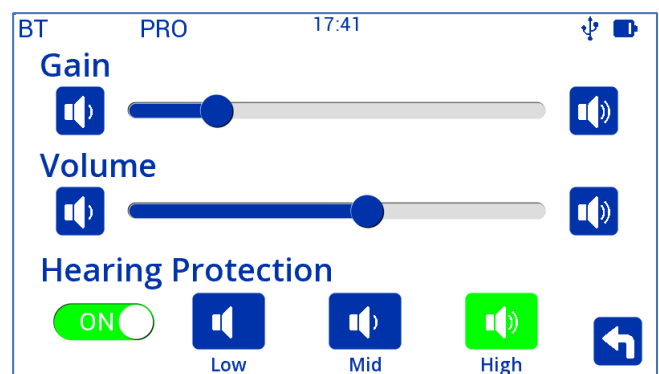 BT PRO 17:41
Gain
Volume
Hearing Protection
ON
Low Mid High